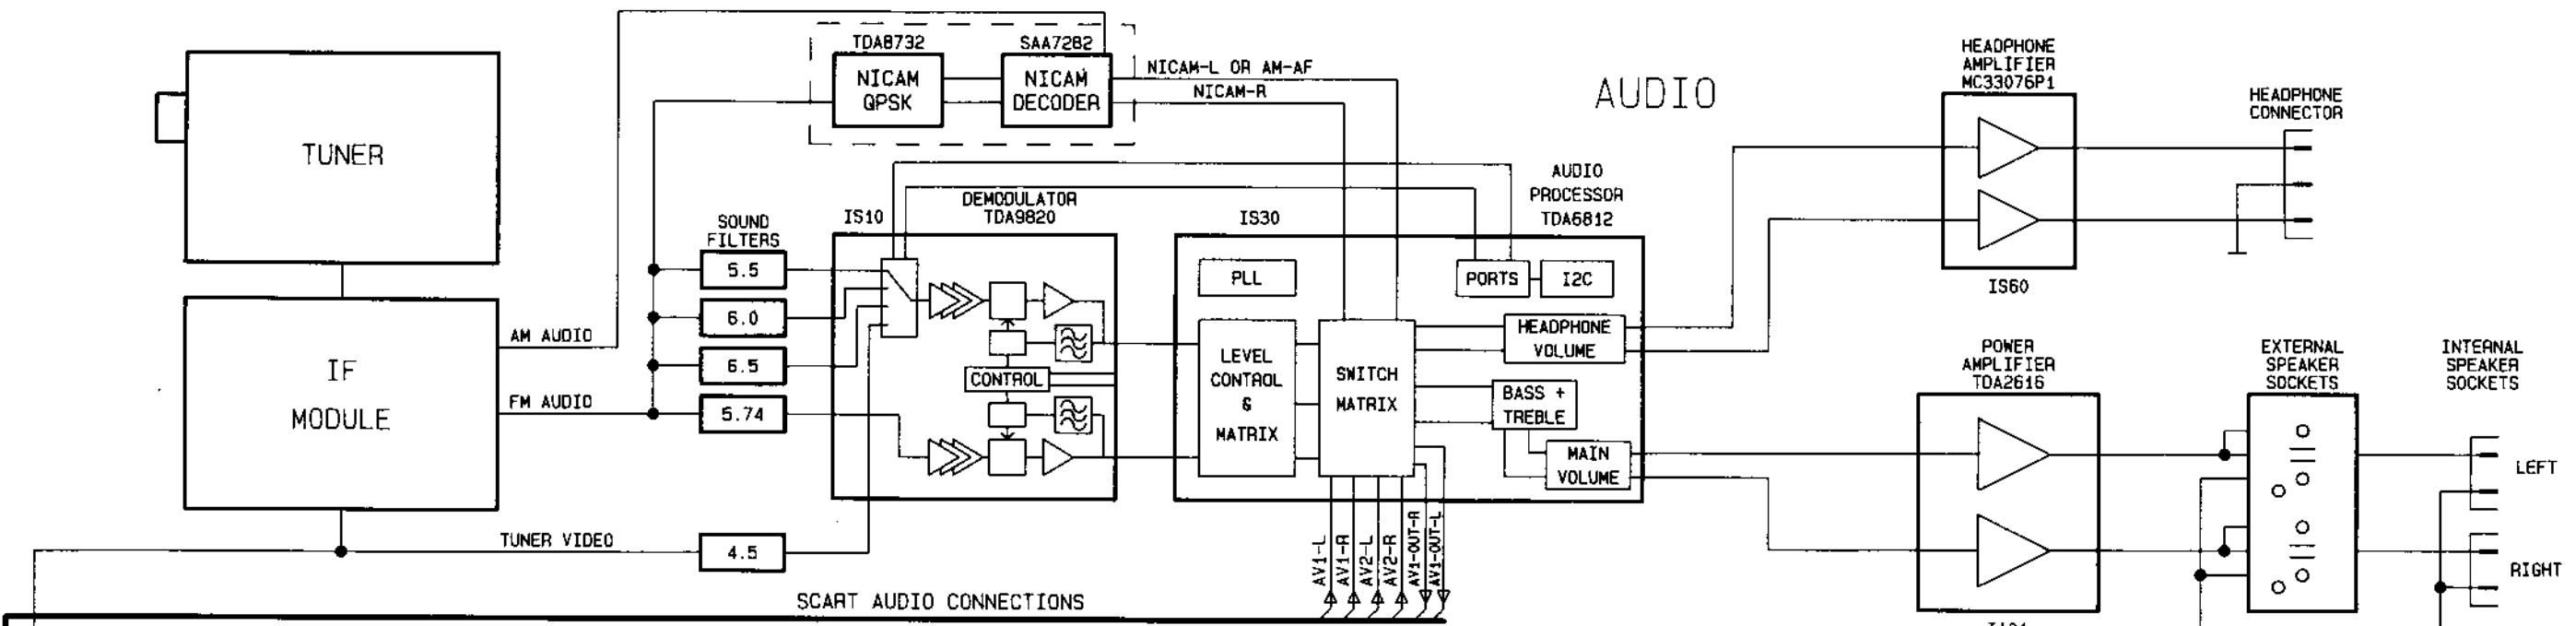 TDA8732
SAA7282
NICAM
QPSK
NICAM
DECODER
NICAM-L OR AM-AF
NICAM-R
AUDIO
HEADPHONE
AMPLIFIER
MC33076P1
HEADPHONE
CONNECTOR
TUNER
SOUND
FILTERS
IS10
DEMODULATOR
TDA9820
IS30
AUDIO
PROCESSOR
TDA6812
5.5
6.0
6.5
5.74
4.5
PLL
PORTS
I2C
IS60
AM AUDIO
FM AUDIO
IF
MODULE
CONTROL
LEVEL
CONTROL
&
MATRIX
SWITCH
MATRIX
HEADPHONE
VOLUME
BASS +
TREBLE
MAIN
VOLUME
POWER
AMPLIFIER
TDA2616
EXTERNAL
SPEAKER
SOCKETS
INTERNAL
SPEAKER
SOCKETS
LEFT
RIGHT
TUNER VIDEO
AV1-L
AV1-R
AV2-L
AV2-R
AV1-OUT-R
AV1-OUT-L
SCART AUDIO CONNECTIONS